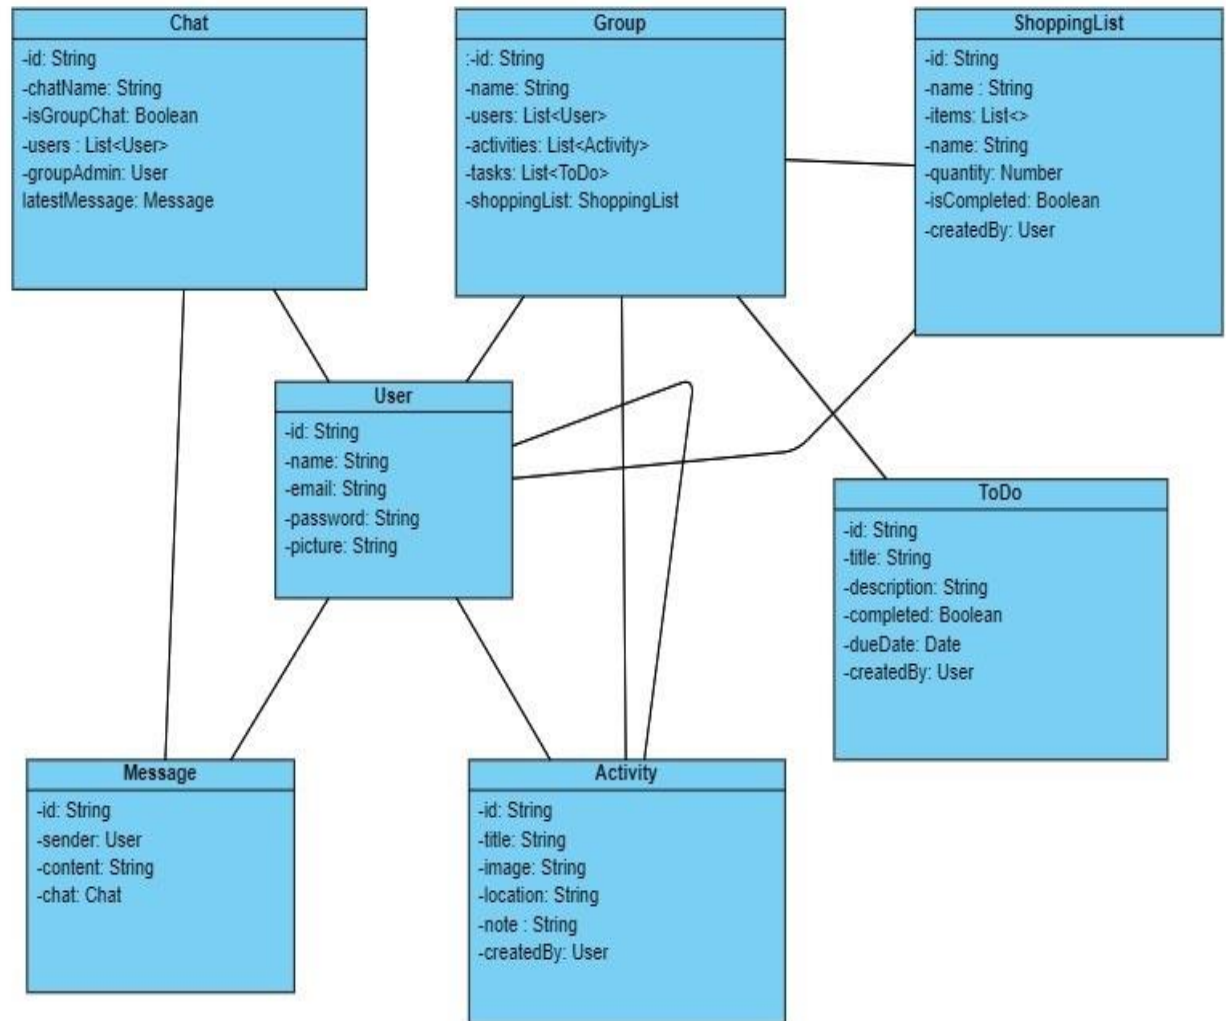 Chat
-id: String
-chatName: String
-isGroupChat: Boolean
-users : List<User>
-groupAdmin: User
latestMessage: Message
Group
:-id: String
-name: String
-users: List<User>
-activities: List<Activity>
-tasks: List<ToDo>
-shoppingList: ShoppingList
ShoppingList
-id: String
-name : String
-items: List<>
-name: String
-quantity: Number
-isCompleted: Boolean
-createdBy: User
User
-id: String
-name: String
-email: String
-password: String
-picture: String
ToDo
-id: String
-title: String
-description: String
-completed: Boolean
-dueDate: Date
-createdBy: User
Message
-id: String
-sender: User
-content: String
-chat: Chat
Activity
-id: String
-title: String
-image: String
-location: String
-note : String
-createdBy: User